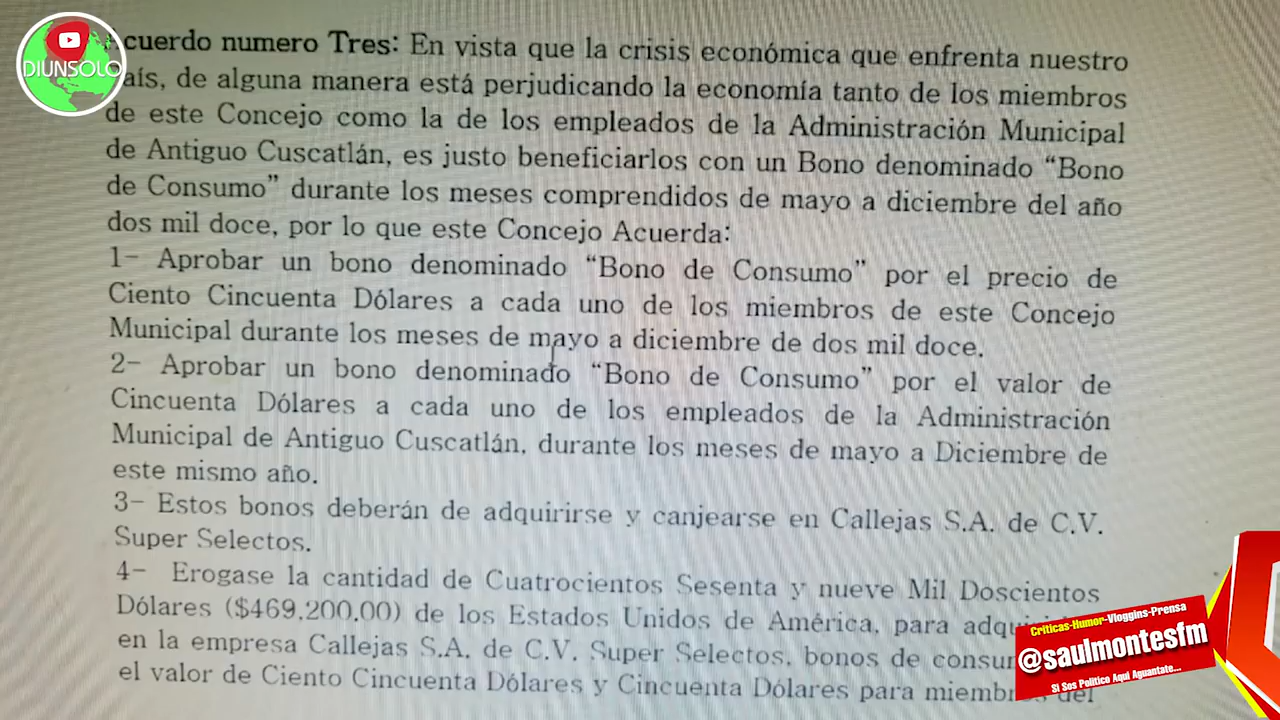 DIUNSOLO
Acuerdo numero Tres: En vista que la crisis económica que enfrenta nuestro
país, de alguna manera está perjudicando la economía tanto de los miembros
de este Concejo como la de los empleados de la Administración Municipal
de Antiguo Cuscatlán, es justo beneficiarlos con un Bono denominado “Bono
de Consumo” durante los meses comprendidos de mayo a diciembre del año
dos mil doce, por lo que este Concejo Acuerda:
1- Aprobar un bono denominado “Bono de Consumo” por el precio de
Ciento Cincuenta Dólares a cada uno de los miembros de este Concejo
Municipal durante los meses de mayo a diciembre de dos mil doce.
2- Aprobar un bono denominado “Bono de Consumo” por el valor de
Cincuenta Dólares a cada uno de los empleados de la Administración
Municipal de Antiguo Cuscatlán, durante los meses de mayo a Diciembre de
este mismo año.
3- Estos bonos deberán de adquirirse y canjearse en Callejas S.A. de C.V.
Super Selectos.
4- Erogase la cantidad de Cuatrocientos Sesenta y nueve Mil Doscientos
Dólares ($469,200.00) de los Estados Unidos de América, para
en la empresa Callejas S.A. de C.V. Super Selectos, bonos de
el valor de Ciento Cincuenta Dólares y Cincuenta Dólares para del
Criticas-Humor-Vloggins-Prensa
@saulmontesfm
Si Sos Político Aquí Aguantate...